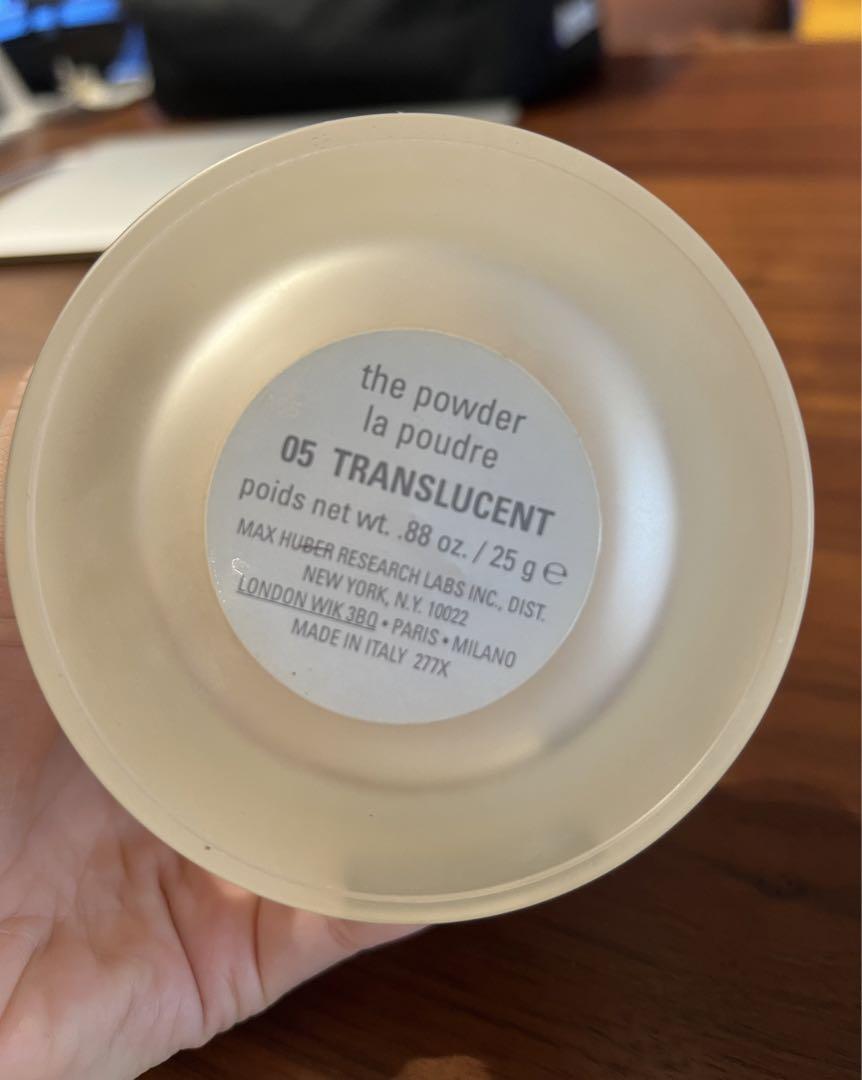 the powder
la poudre
05 TRANSLUCENT
poids net wt. .88 oz. / 25 g ℮
MAX HUBER RESEARCH LABS INC., DIST.
NEW YORK, N.Y. 10022
LONDON WIK 3BQ • PARIS • MILANO
MADE IN ITALY 277X